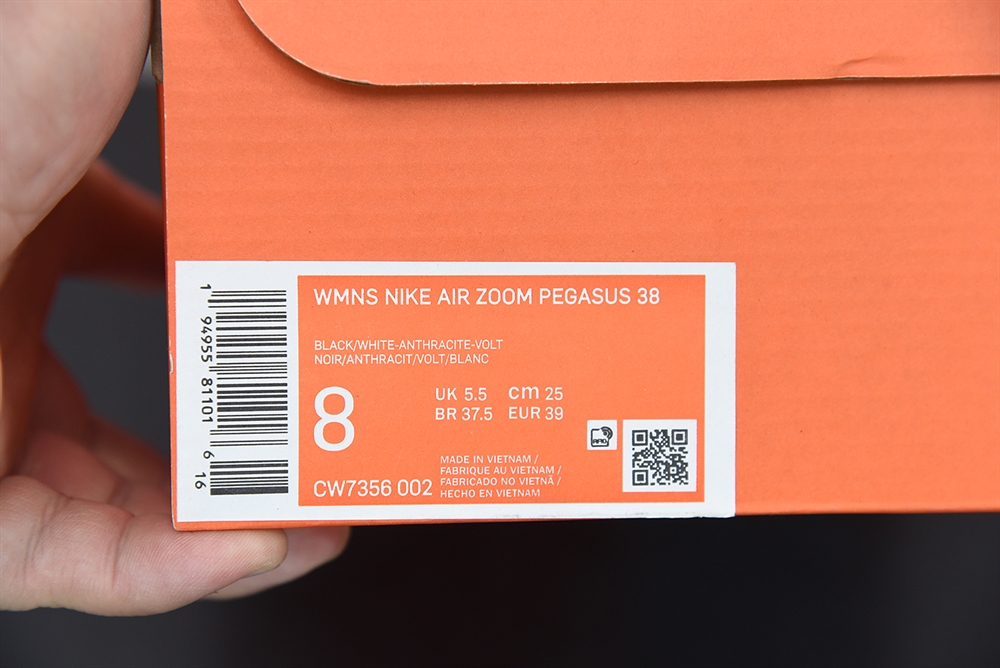 WMNS NIKE AIR ZOOM PEGASUS 38
BLACK/WHITE-ANTHRACITE-VOLT
NOIR/ANTHRACIT/VOLT/BLANC
8
UK 5.5 cm 25
BR 37.5 EUR 39
CW7356 002
MADE IN VIETNAM /
FABRIQUE AU VIETNAM /
FABRICADO NO VIETNÃ /
HECHO EN VIETNAM
RFID
1 94955 81101 6 16